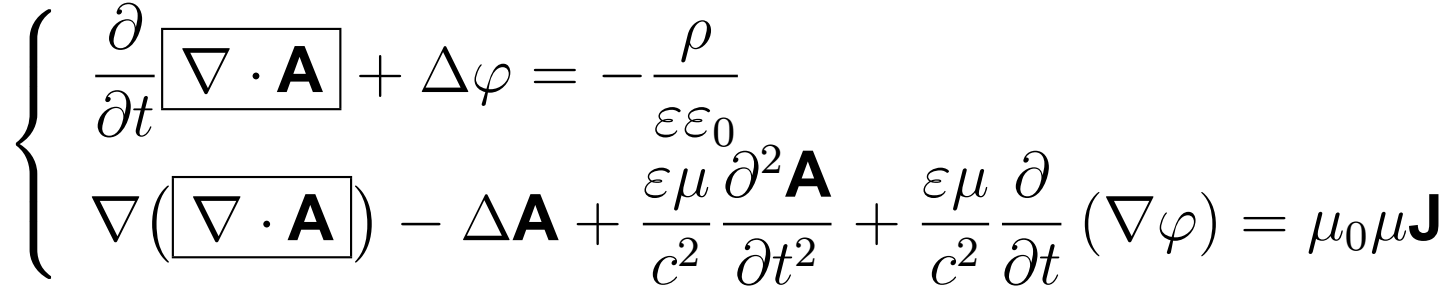 ∂/∂t ∇ · 𝐀 + Δφ = −ρ/(εε₀)
∇(∇ · 𝐀) − Δ𝐀 + (εμ/c²)(∂²𝐀/∂t²) + (εμ/c²)(∂/∂t)(∇φ) = μ₀μ𝐉